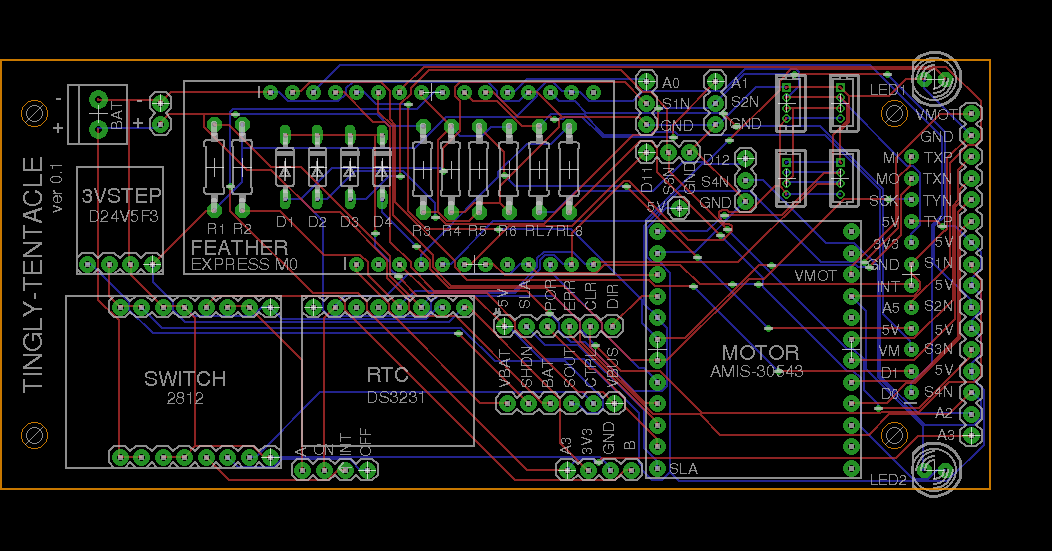 TINGLY-TENTACLE
ver 0.1
-
+
BAT
-
+
3VSTEP
D24V5F3
R1
R2
D1
D2
D3
D4
R3
R4
R5
R6
RL7
RL8
FEATHER
EXPRESS M0
A0
S1N
GND
A1
S2N
GND
D11
S3N
GND
D12
S4N
GND
5V
LED1
VMOT
GND
TXP
TXN
TYN
TYP
5V
S1N
5V
S2N
5V
S3N
5V
S4N
A2
A3
MI
MO
SCK
5V
3V3
GND
INT
A5
5V
VM
D1
D0
VMOT
MOTOR
AMIS-30543
SLA
LED2
SWITCH
2812
RTC
DS3231
+5V
SLA
POR
ERR
CLR
DIR
VBAT
SHDN
BAT
SOUT
CTRL
VBUS
A
ON
INT
OFF
A3
3V3
GND
B